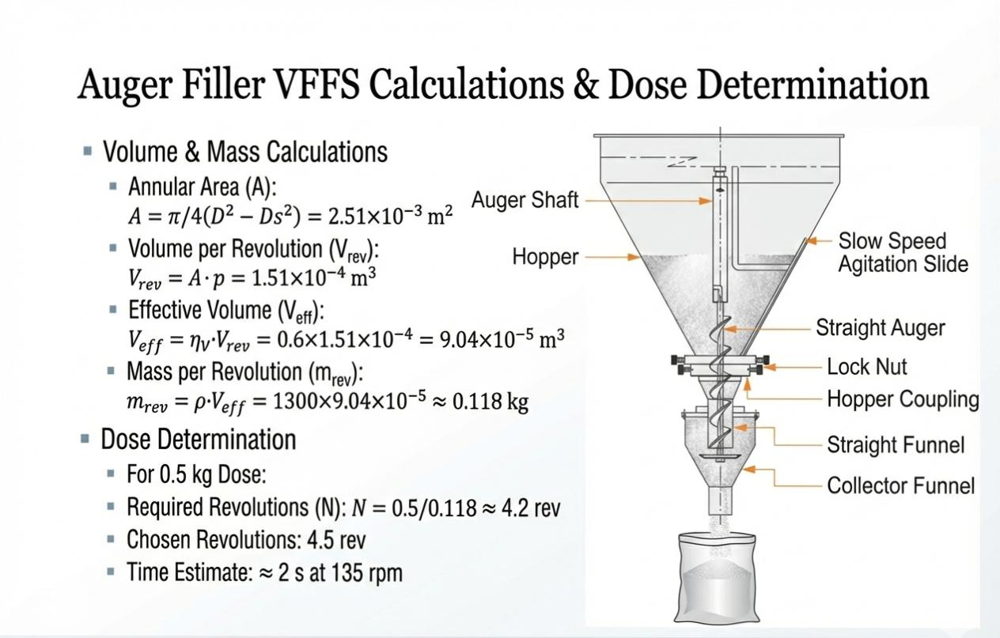 Auger Filler VFFS Calculations & Dose Determination
▪ Volume & Mass Calculations
▪ Annular Area (A):
A = π/4(D² − Ds²) = 2.51×10⁻³ m²
▪ Volume per Revolution (Vrev):
Vrev = A·p = 1.51×10⁻⁴ m³
▪ Effective Volume (Veff):
Veff = ηv·Vrev = 0.6×1.51×10⁻⁴ = 9.04×10⁻⁵ m³
▪ Mass per Revolution (mrev):
mrev = ρ·Veff = 1300×9.04×10⁻⁵ ≈ 0.118 kg
▪ Dose Determination
▪ For 0.5 kg Dose:
▪ Required Revolutions (N): N = 0.5/0.118 ≈ 4.2 rev
▪ Chosen Revolutions: 4.5 rev
▪ Time Estimate: ≈ 2 s at 135 rpm
Auger Shaft
Hopper
Slow Speed
Agitation Slide
Straight Auger
Lock Nut
Hopper Coupling
Straight Funnel
Collector Funnel